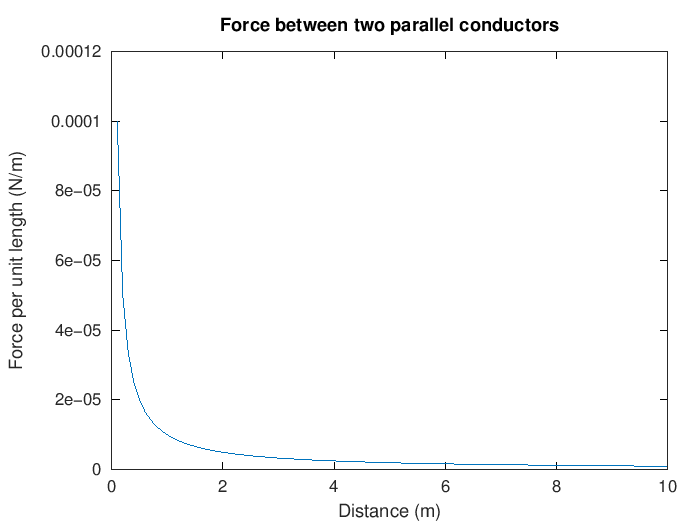 Force between two parallel conductors
0.00012
0.0001
8e−05
6e−05
4e−05
2e−05
0
Force per unit length (N/m)
0 2 4 6 8 10
Distance (m)